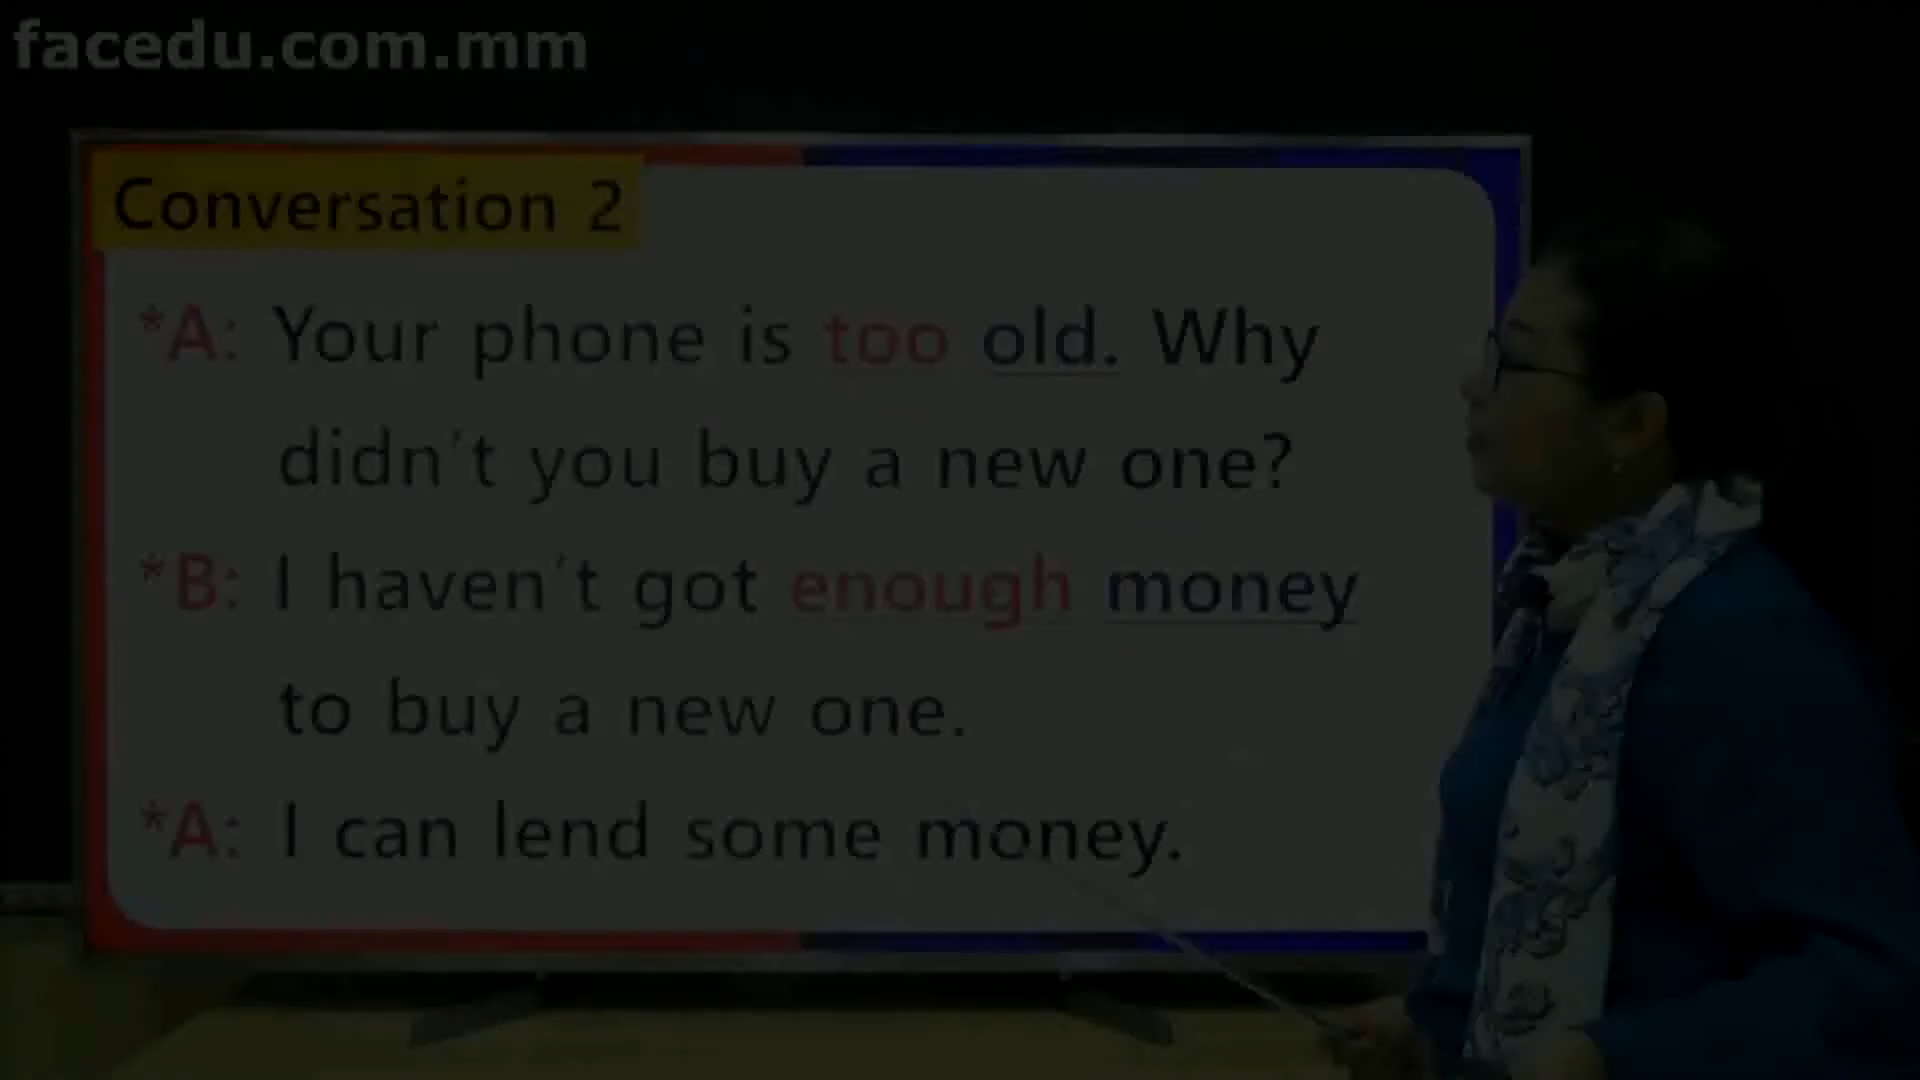 facedu.com.mm
Conversation 2
*A: Your phone is too old. Why
didn't you buy a new one?
*B: I haven't got enough money
to buy a new one.
*A: I can lend some money.